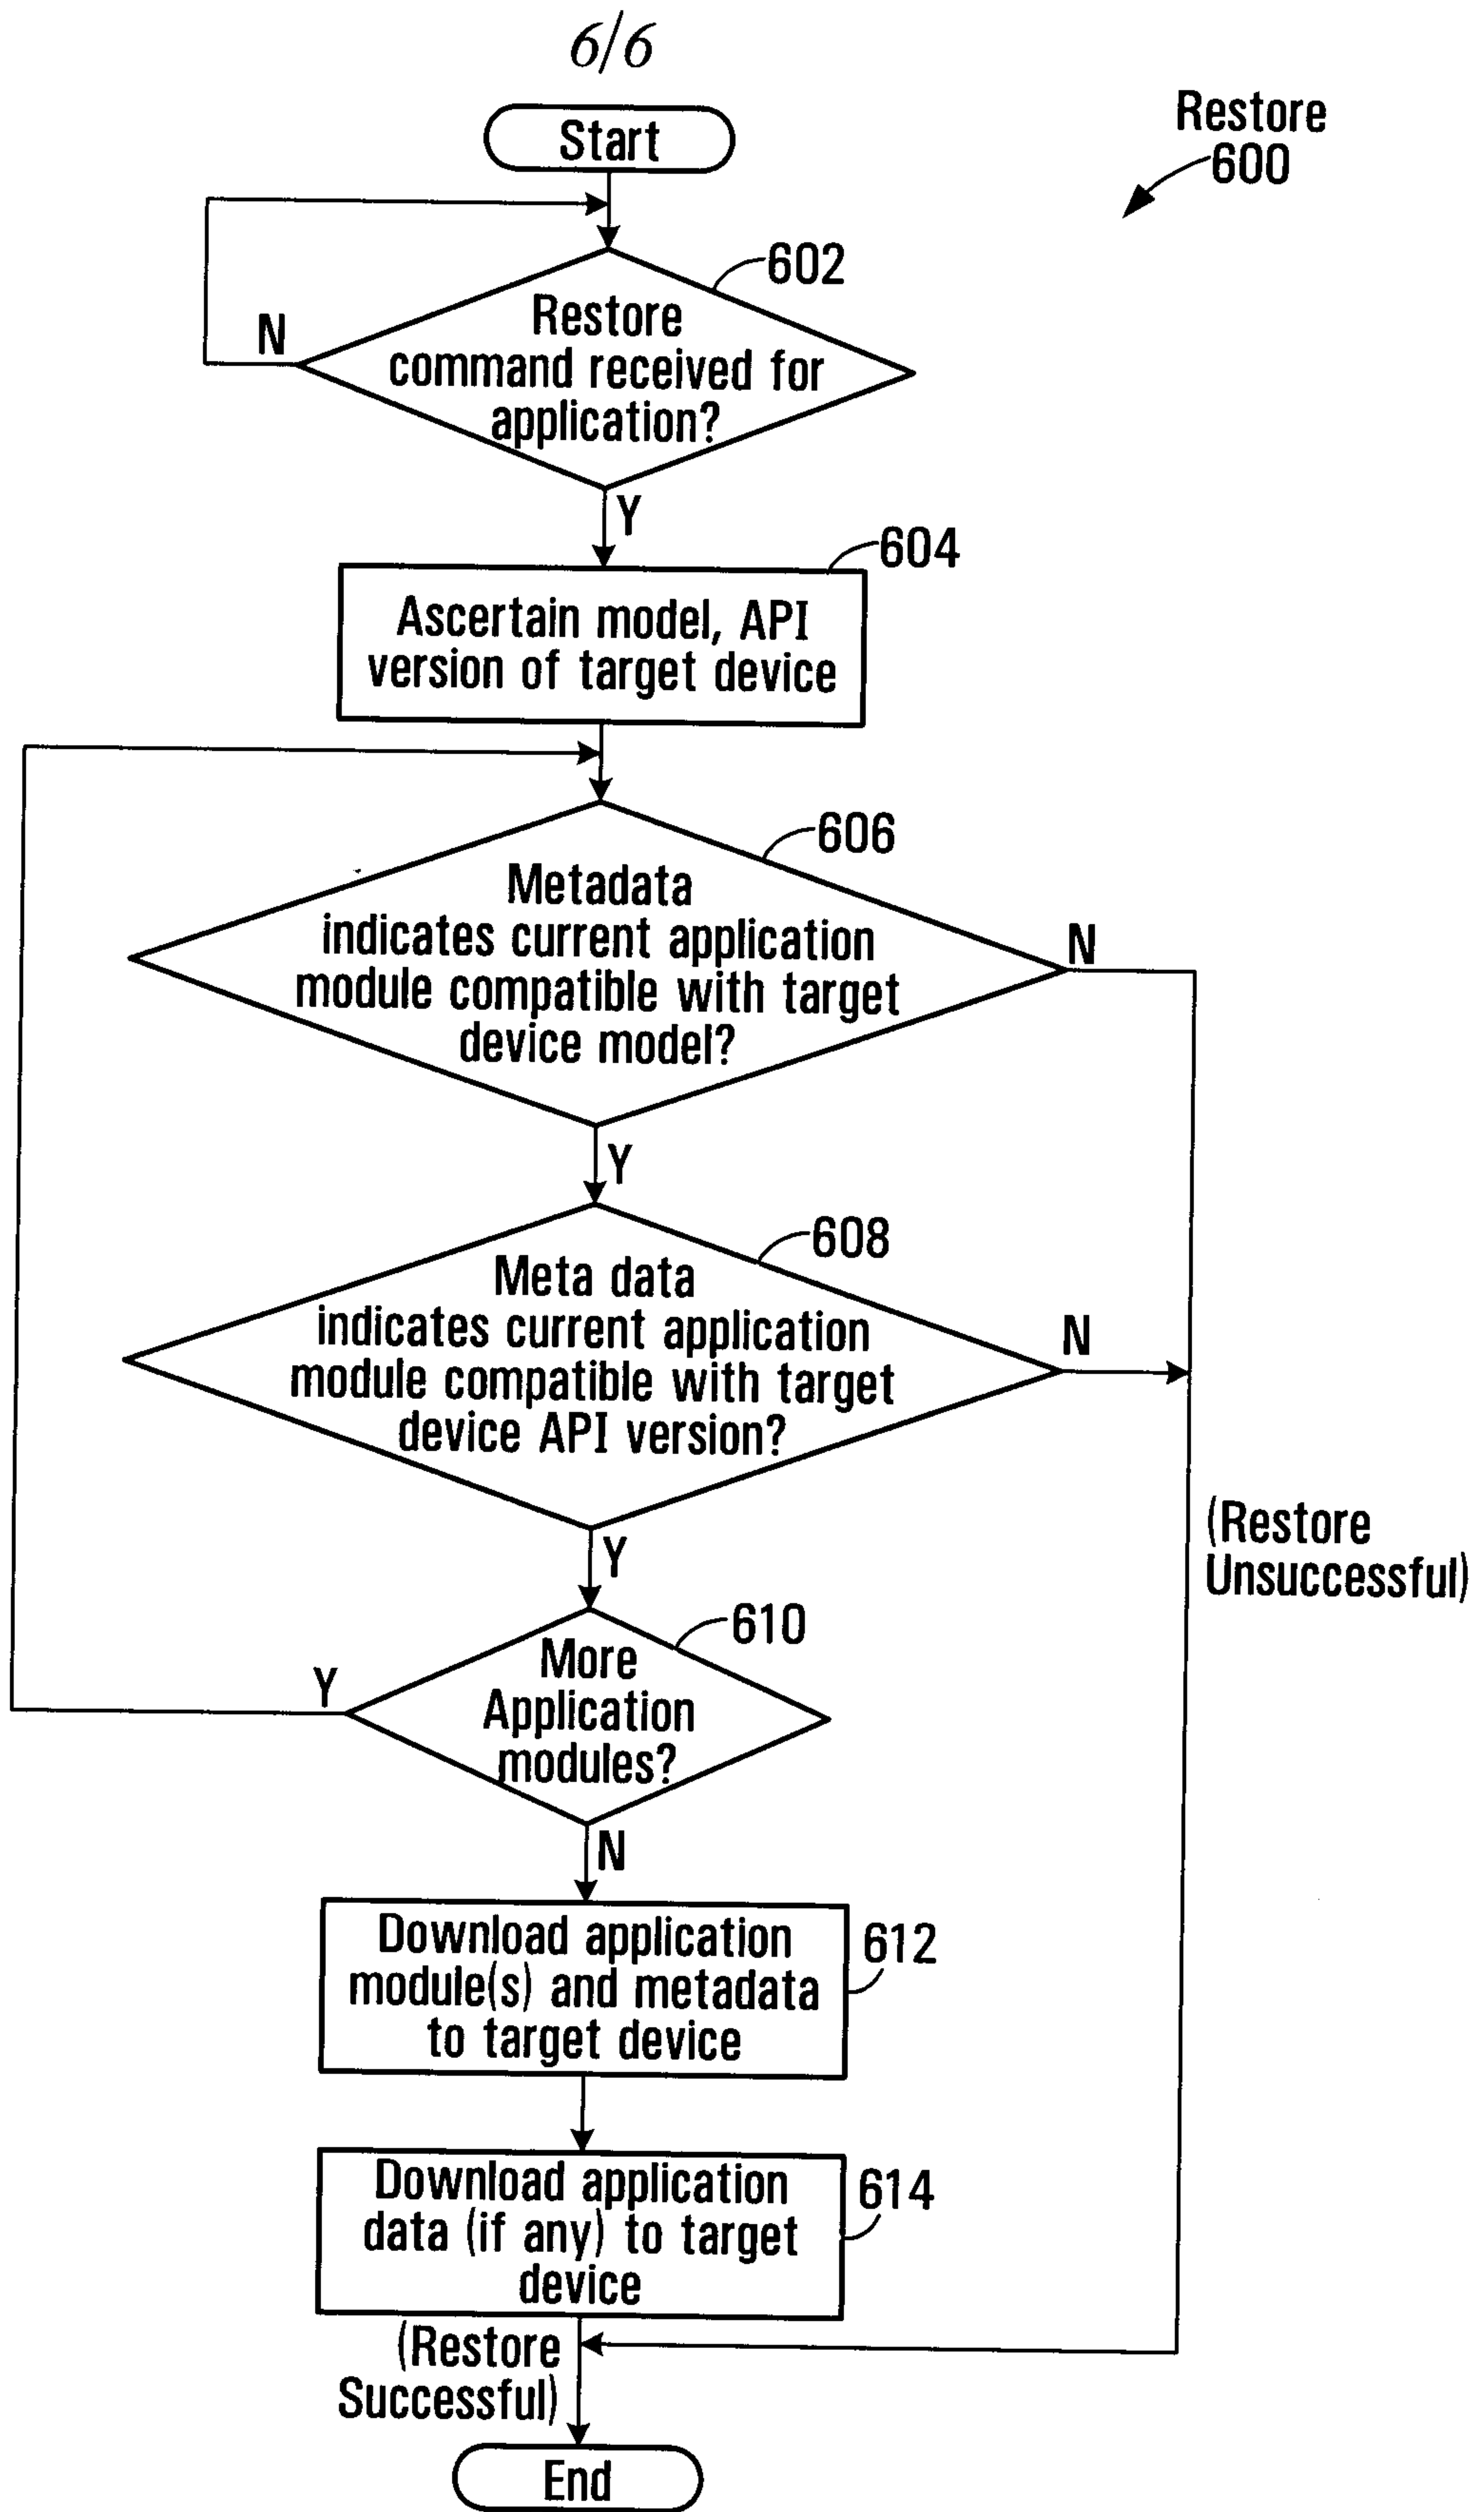 6/6
Start
Restore
600
602
Restore
command received for
application?
N
Y
604
Ascertain model, API
version of target device
606
Metadata
indicates current application
module compatible with target
device model?
N
Y
608
Meta data
indicates current application
module compatible with target
device API version?
N
(Restore
Unsuccessful)
Y
610
More
Application
modules?
Y
N
Download application
module(s) and metadata
to target device
612
Download application
data (if any) to target
device
614
(Restore
Successful)
End